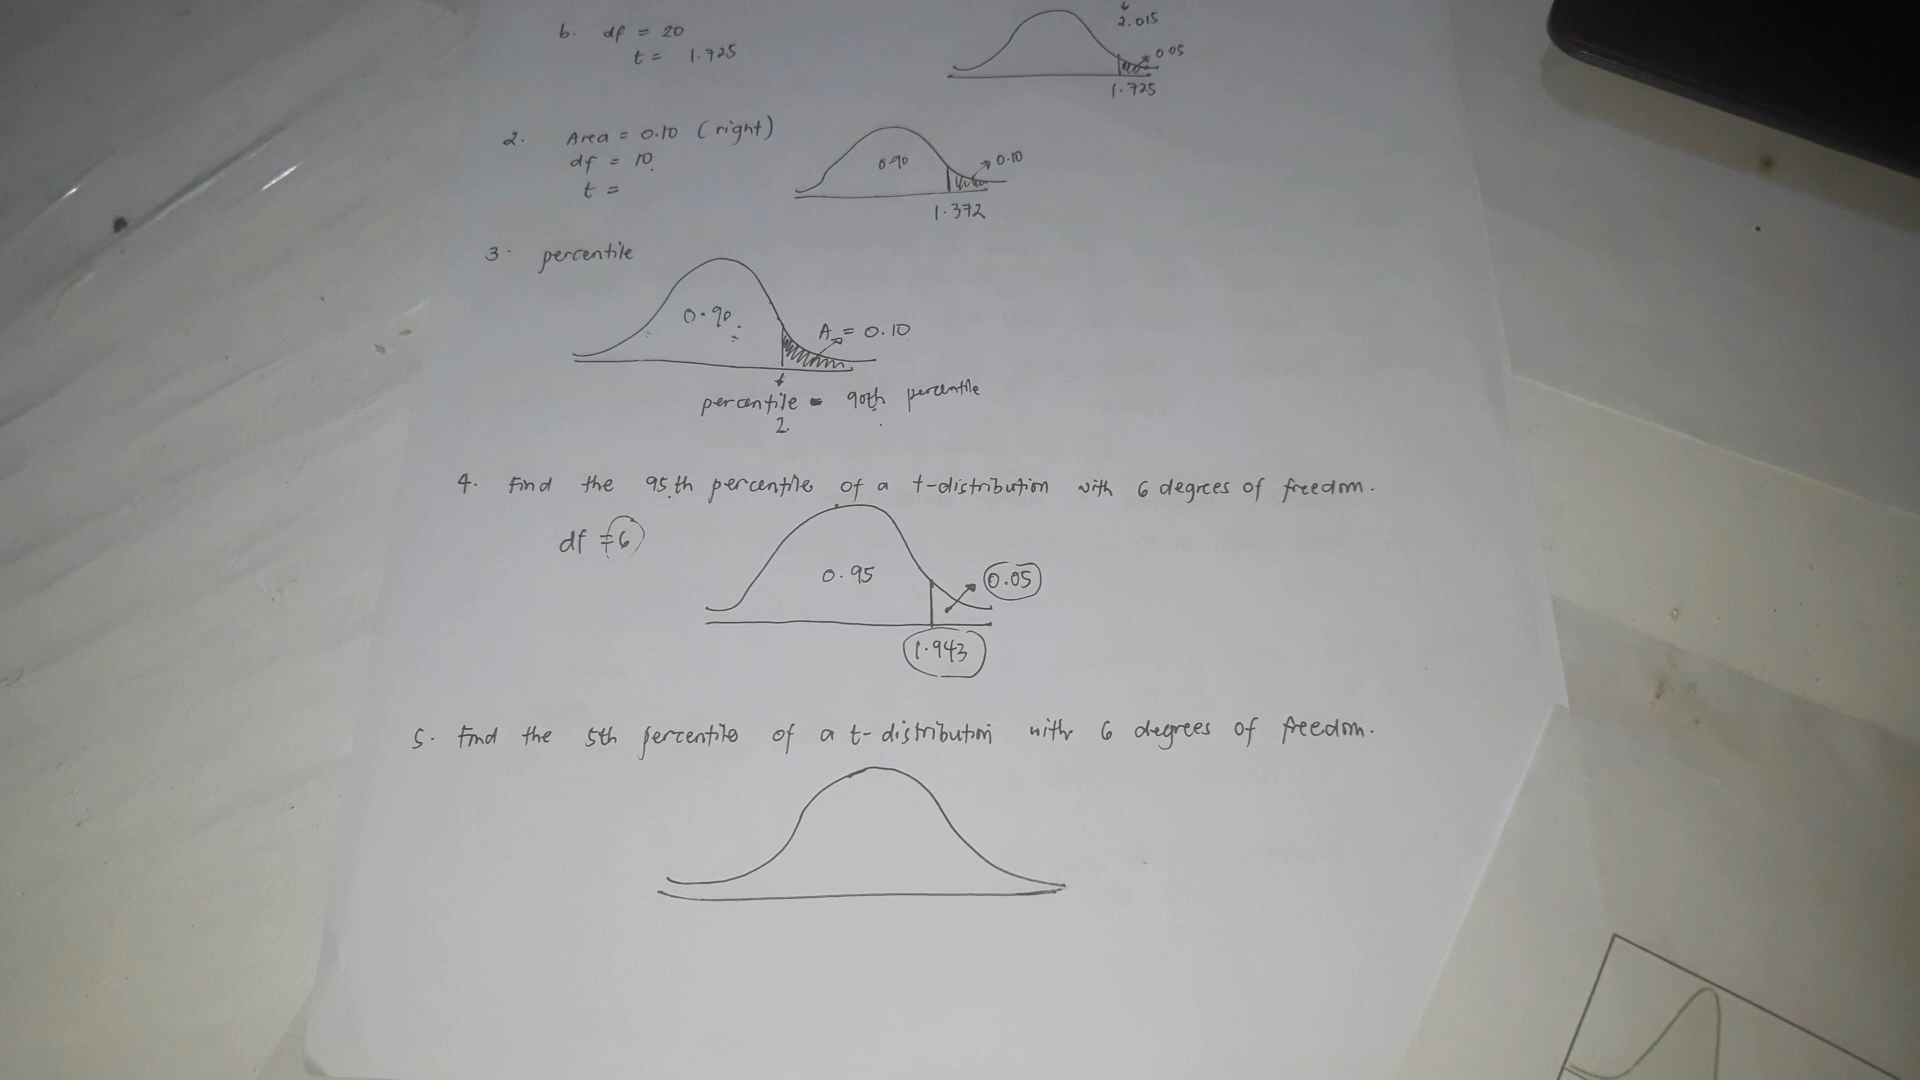 b. df = 20
t = 1.725
2.015
0.05
1.725
2. Area = 0.10 (right)
df = 10
t =
0.90
0.10
1.372
3. percentile
0.90
A = 0.10
percentile = 90th percentile
2.
4. Find the 95th percentile of a t-distribution with 6 degrees of freedom.
df = 6
0.95
0.05
1.943
5. Find the 5th percentile of a t-distribution with 6 degrees of freedom.